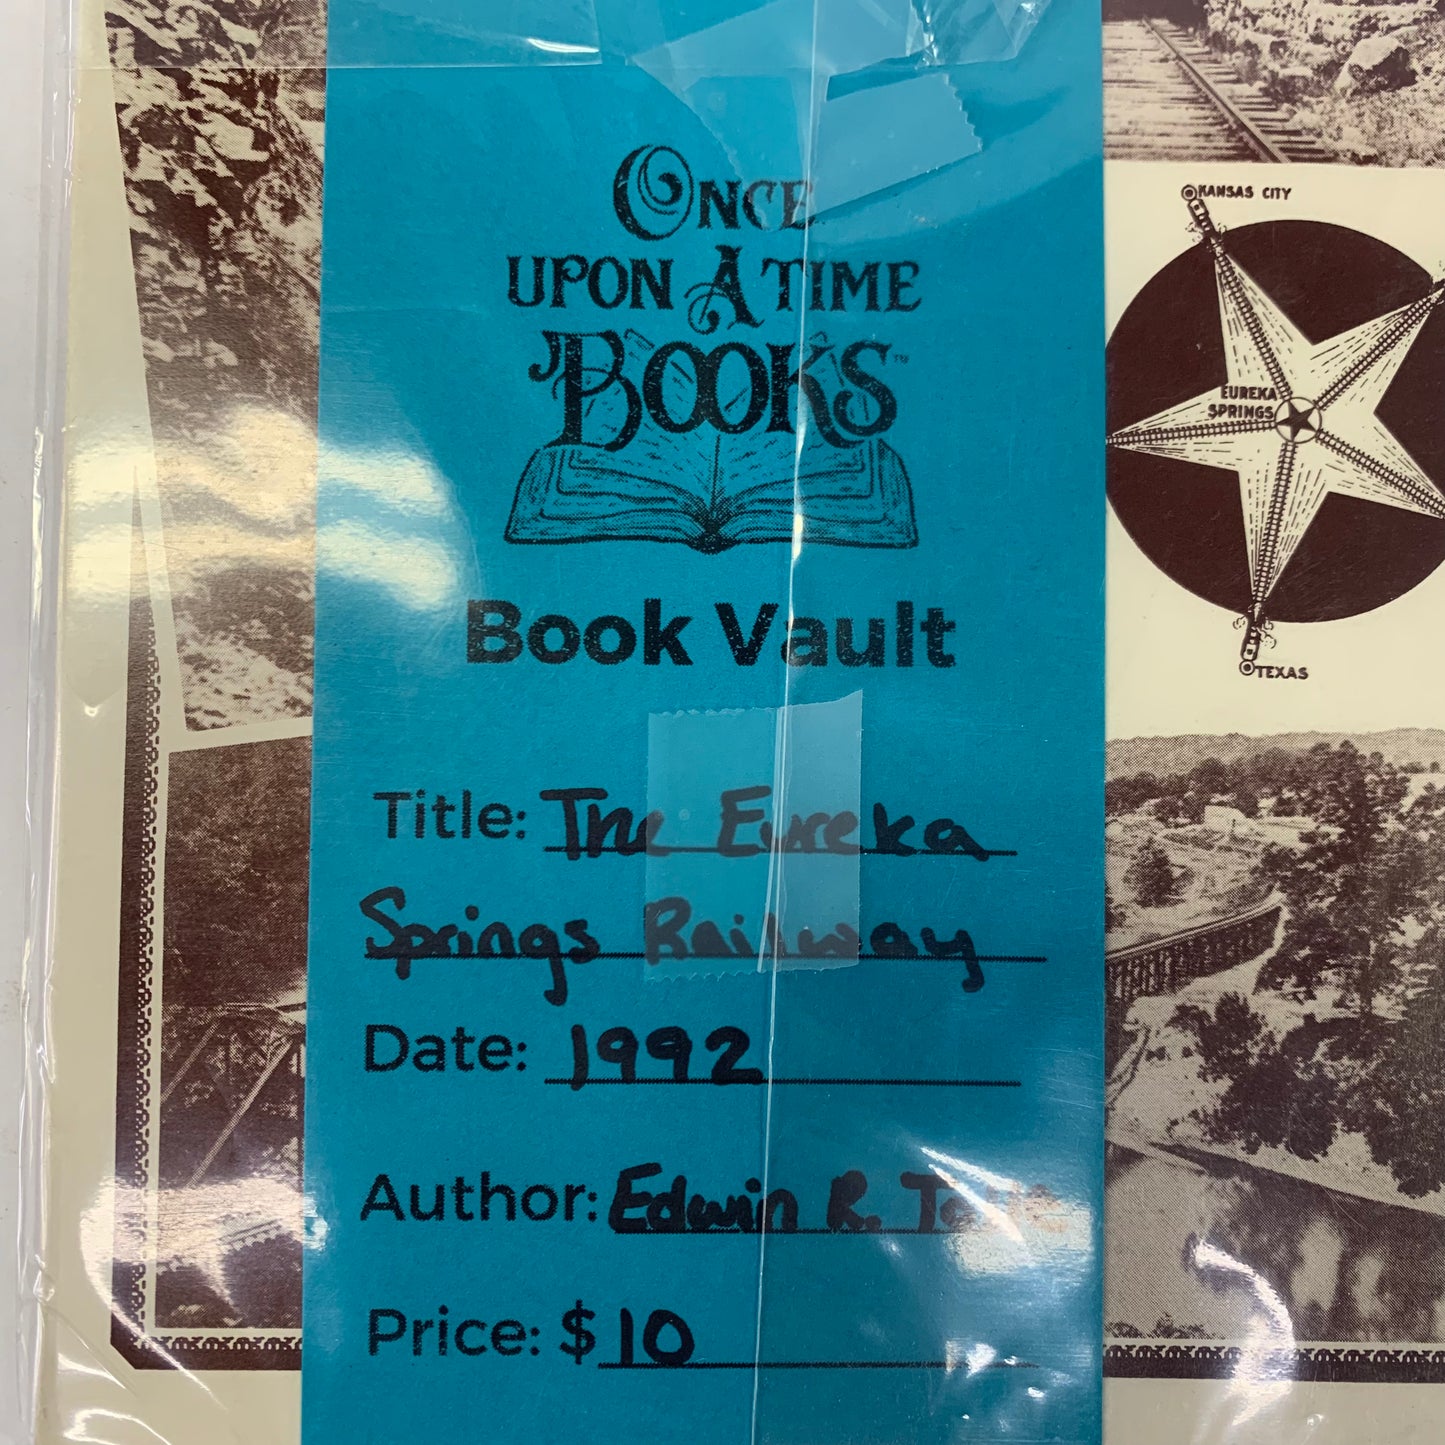 ONCE
UPON A TIME
BOOKS™
Book Vault
Title: The Eureka
Springs Railway
Date: 1992
Author: Edwin R.
Price: $10
KANSAS CITY
EUREKA
SPRINGS
TEXAS